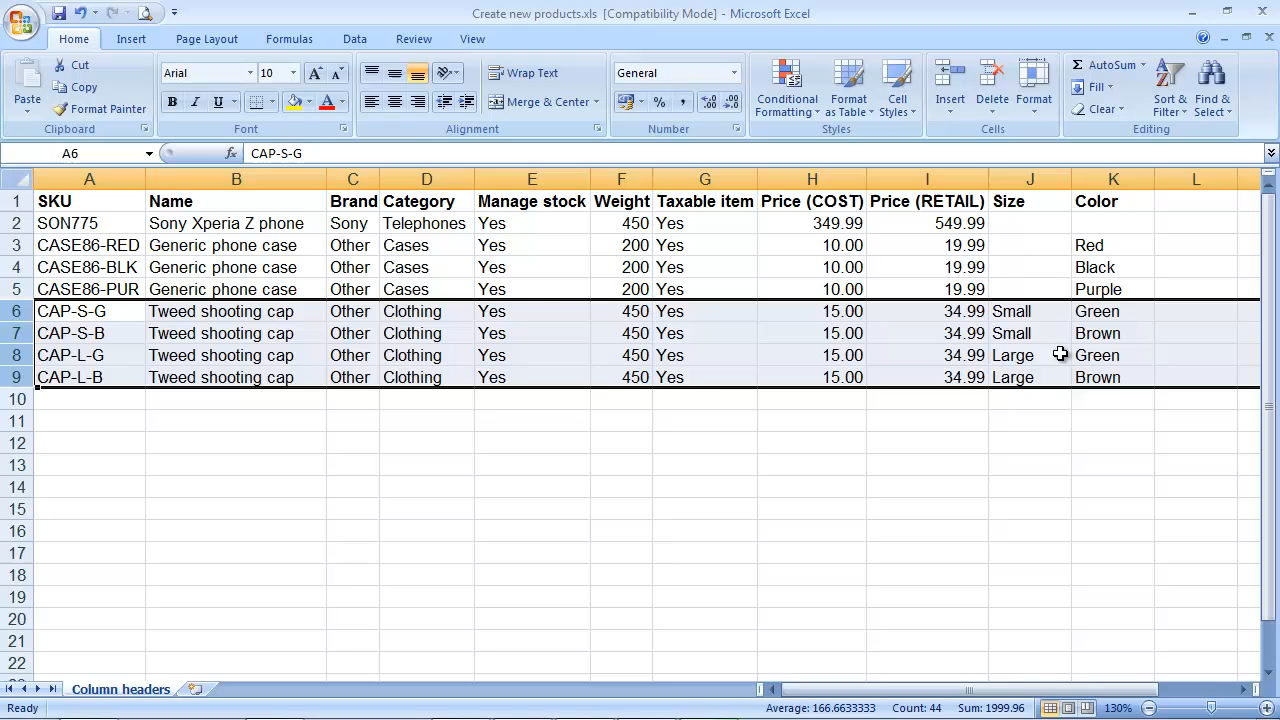 Create new products.xls [Compatibility Mode] - Microsoft Excel
Home Insert Page Layout Formulas Data Review View
Paste Cut Copy Format Painter Clipboard
Arial 10 A A B I U A Font
Wrap Text Merge & Center Alignment
General % , Number
Conditional Formatting Format as Table Cell Styles Styles
Insert Delete Format Cells
Σ AutoSum Fill Clear Sort & Filter Find & Select Editing
A6 fx CAP-S-G
A B C D E F G H I J K L
1 SKU Name Brand Category Manage stock Weight Taxable item Price (COST) Price (RETAIL) Size Color
2 SON775 Sony Xperia Z phone Sony Telephones Yes 450 Yes 349.99 549.99
3 CASE86-RED Generic phone case Other Cases Yes 200 Yes 10.00 19.99 Red
4 CASE86-BLK Generic phone case Other Cases Yes 200 Yes 10.00 19.99 Black
5 CASE86-PUR Generic phone case Other Cases Yes 200 Yes 10.00 19.99 Purple
6 CAP-S-G Tweed shooting cap Other Clothing Yes 450 Yes 15.00 34.99 Small Green
7 CAP-S-B Tweed shooting cap Other Clothing Yes 450 Yes 15.00 34.99 Small Brown
8 CAP-L-G Tweed shooting cap Other Clothing Yes 450 Yes 15.00 34.99 Large Green
9 CAP-L-B Tweed shooting cap Other Clothing Yes 450 Yes 15.00 34.99 Large Brown
10
11
12
13
14
15
16
17
18
19
20
21
22
Column headers
Ready Average: 166.6633333 Count: 44 Sum: 1999.96 130%